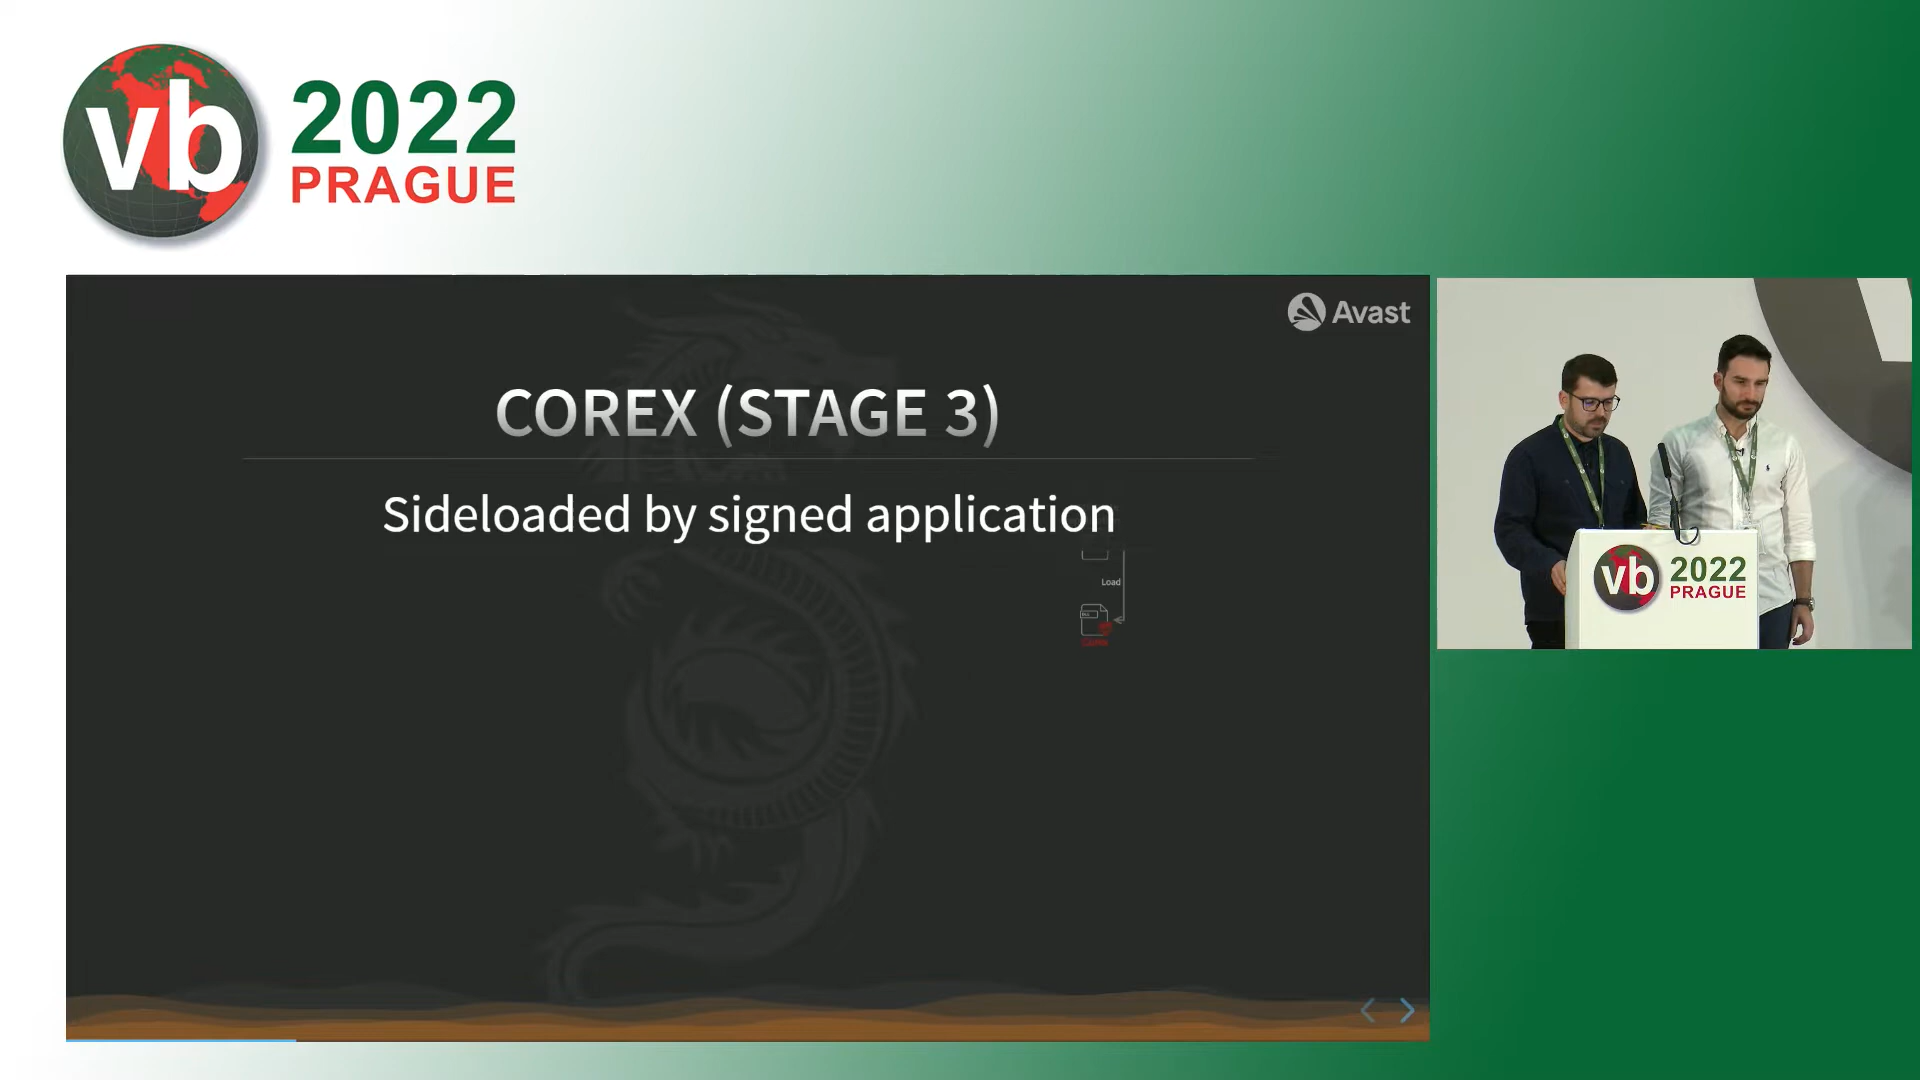 vb
2022
PRAGUE
Avast
COREX (STAGE 3)
Sideloaded by signed application
Load
vb
2022
PRAGUE